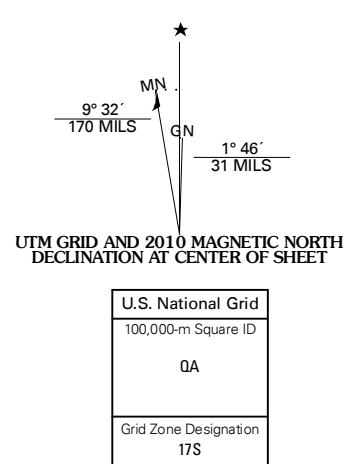 ★
MN
9° 32´
170 MILS
GN
1° 46´
31 MILS
UTM GRID AND 2010 MAGNETIC NORTH
DECLINATION AT CENTER OF SHEET
U.S. National Grid
100,000-m Square ID
QA
Grid Zone Designation
17S